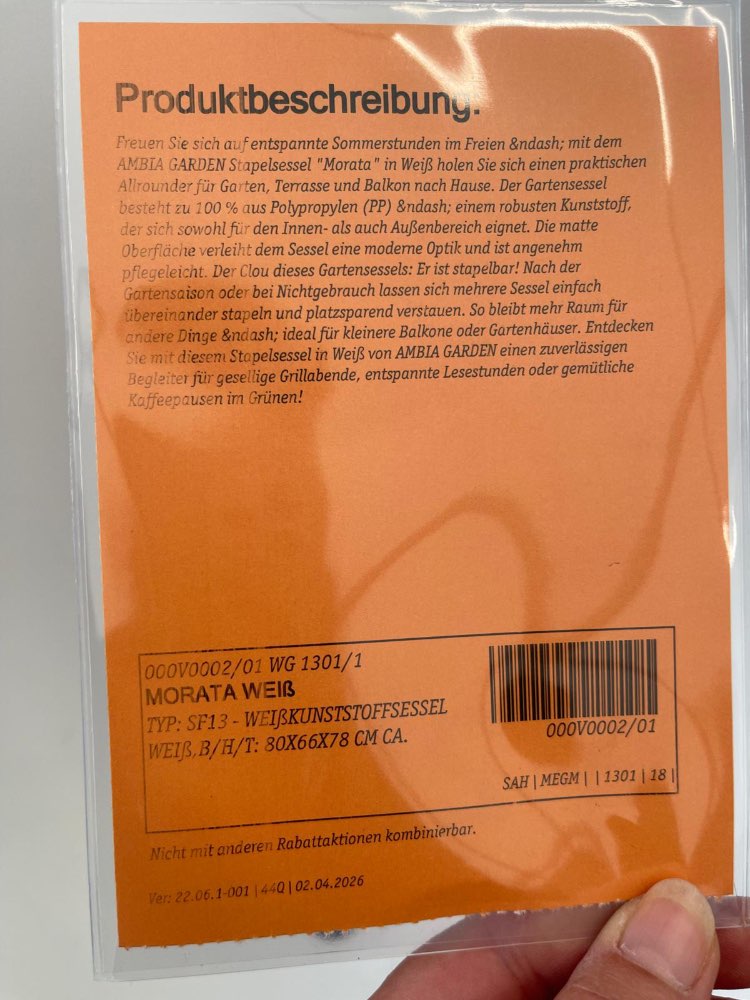 Produktbeschreibung.
Freuen Sie sich auf entspannte Sommerstunden im Freien &ndash; mit dem
AMBIA GARDEN Stapelsessel "Morata" in Weiß holen Sie sich einen praktischen
Allrounder für Garten, Terrasse und Balkon nach Hause. Der Gartensessel
besteht zu 100 % aus Polypropylen (PP) &ndash; einem robusten Kunststoff,
der sich sowohl für den Innen- als auch Außenbereich eignet. Die matte
Oberfläche verleiht dem Sessel eine moderne Optik und ist angenehm
pflegeleicht. Der Clou dieses Gartensessels: Er ist stapelbar! Nach der
Gartensaison oder bei Nichtgebrauch lassen sich mehrere Sessel einfach
übereinander stapeln und platzsparend verstauen. So bleibt mehr Raum für
andere Dinge &ndash; ideal für kleinere Balkone oder Gartenhäuser. Entdecken
Sie mit diesem Stapelsessel in Weiß von AMBIA GARDEN einen zuverlässigen
Begleiter für gesellige Grillabende, entspannte Lesestunden oder gemütliche
Kaffeepausen im Grünen!
000V0002/01 WG 1301/1
MORATA WEIß
TYP: SF13 - WEIßKUNSTSTOFFSESSEL
WEIß,B/H/T: 80X66X78 CM CA.
000V0002/01
SAH | MEGM | | 1301 | 18 |
Nicht mit anderen Rabattaktionen kombinierbar.
Ver: 22.06.1-001 | 44Q | 02.04.2026